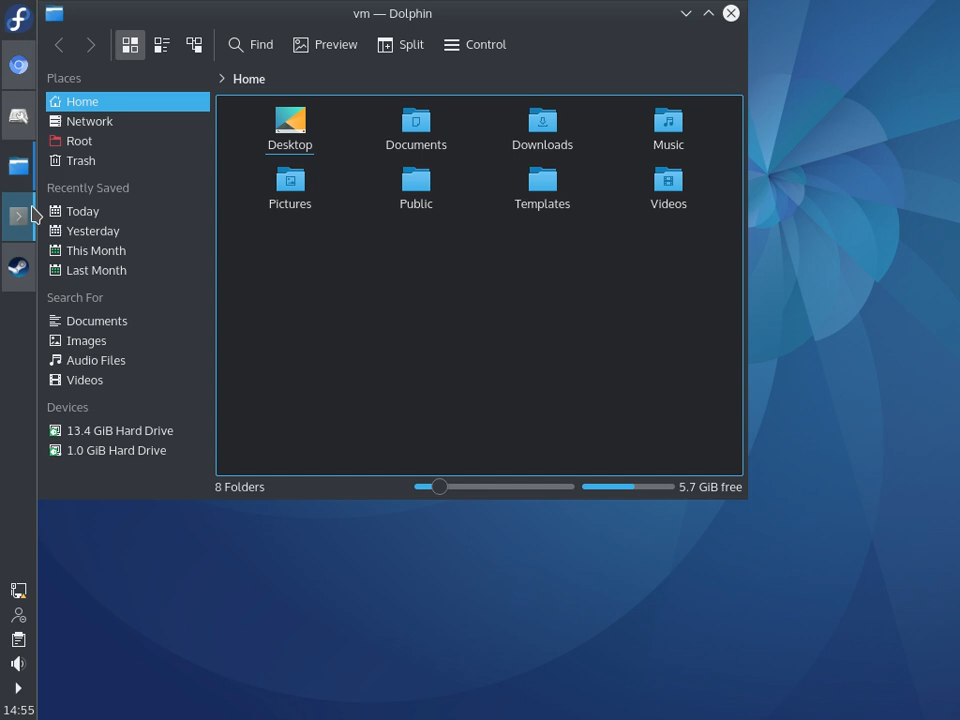 vm — Dolphin
Find Preview Split Control
Places
Home
Network
Root
Trash
Recently Saved
Today
Yesterday
This Month
Last Month
Search For
Documents
Images
Audio Files
Videos
Devices
13.4 GiB Hard Drive
1.0 GiB Hard Drive
Home
Desktop Documents Downloads Music
Pictures Public Templates Videos
8 Folders 5.7 GiB free
14:55